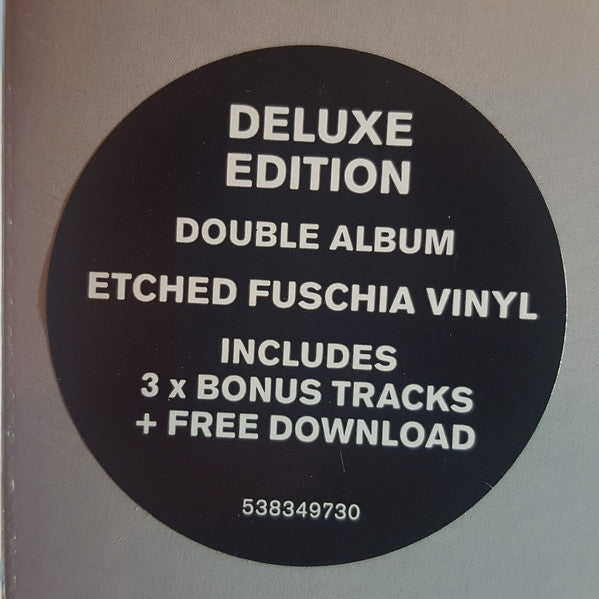 DELUXE
EDITION
DOUBLE ALBUM
ETCHED FUSCHIA VINYL
INCLUDES
3 x BONUS TRACKS
+ FREE DOWNLOAD
538349730